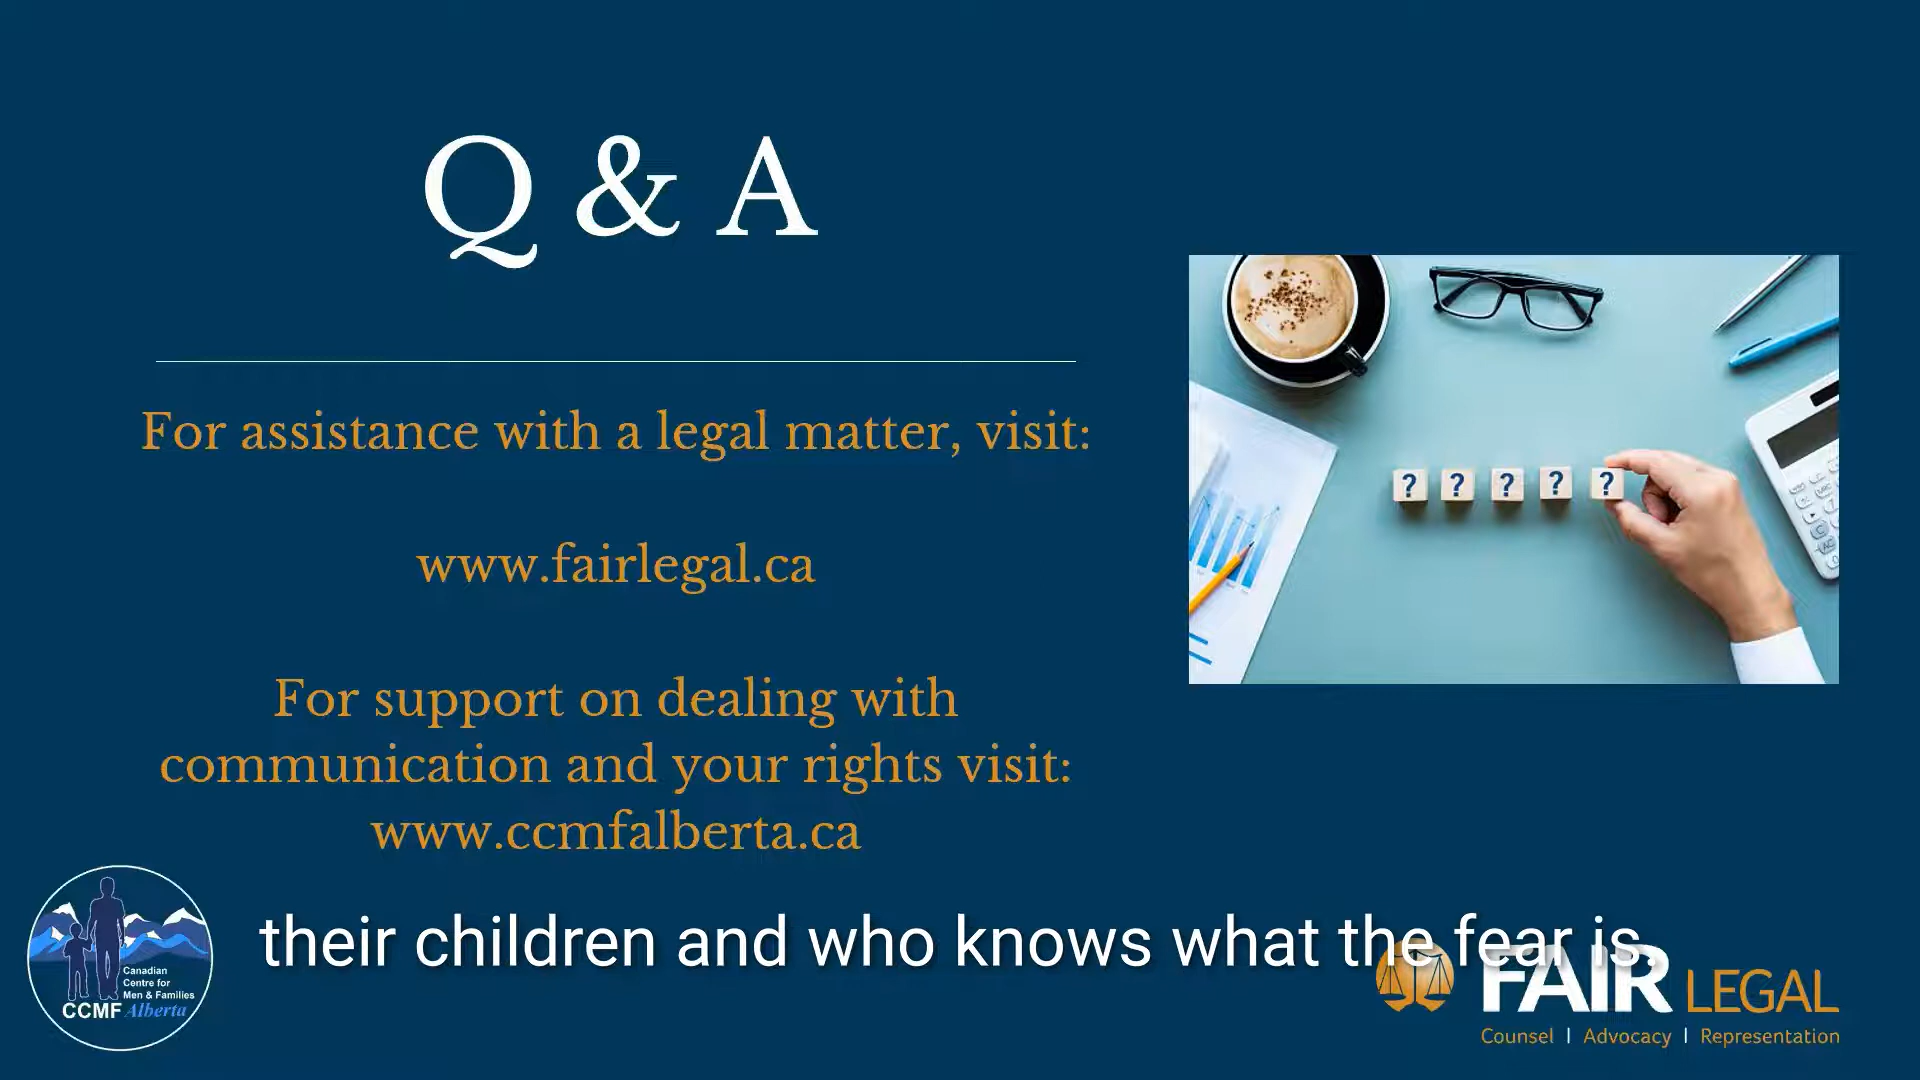 Q & A
For assistance with a legal matter, visit:
www.fairlegal.ca
For support on dealing with
communication and your rights visit:
www.ccmfalberta.ca
? ? ? ? ?
their children and who knows what the fear is.
Canadian
Centre for
Men & Families
CCMF Alberta
FAIR LEGAL
Counsel | Advocacy | Representation